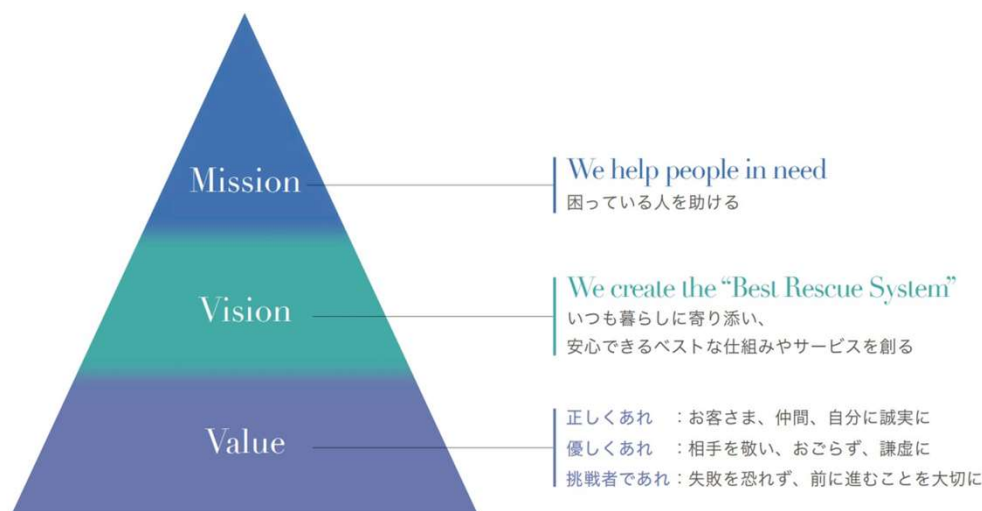 Mission
We help people in need
困っている人を助ける
Vision
We create the “Best Rescue System”
いつも暮らしに寄り添い、
安心できるベストな仕組みやサービスを創る
Value
正しくあれ　：お客さま、仲間、自分に誠実に
優しくあれ　：相手を敬い、おごらず、謙虚に
挑戦者であれ：失敗を恐れず、前に進むことを大切に